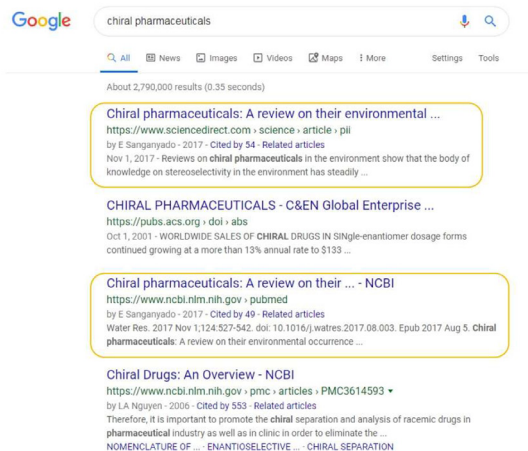 Google
chiral pharmaceuticals
All News Images Videos Maps More Settings Tools
About 2,790,000 results (0.35 seconds)
Chiral pharmaceuticals: A review on their environmental ...
https://www.sciencedirect.com › science › article › pii
by E Sanganyado - 2017 - Cited by 54 - Related articles
Nov 1, 2017 - Reviews on chiral pharmaceuticals in the environment show that the body of
knowledge on stereoselectivity in the environment has steadily ...
CHIRAL PHARMACEUTICALS - C&EN Global Enterprise ...
https://pubs.acs.org › doi › abs
Oct 1, 2001 - WORLDWIDE SALES OF CHIRAL DRUGS IN SINgle-enantiomer dosage forms
continued growing at a more than 13% annual rate to $133 ...
Chiral pharmaceuticals: A review on their ... - NCBI
https://www.ncbi.nlm.nih.gov › pubmed
by E Sanganyado - 2017 - Cited by 49 - Related articles
Water Res. 2017 Nov 1;124:527-542. doi: 10.1016/j.watres.2017.08.003. Epub 2017 Aug 5. Chiral
pharmaceuticals: A review on their environmental occurrence ...
Chiral Drugs: An Overview - NCBI
https://www.ncbi.nlm.nih.gov › pmc › articles › PMC3614593
by LA Nguyen - 2006 - Cited by 553 - Related articles
Therefore, it is important to promote the chiral separation and analysis of racemic drugs in
pharmaceutical industry as well as in clinic in order to eliminate the ...
NOMENCLATURE OF ... · ENANTIOSELECTIVE ... · CHIRAL SEPARATION